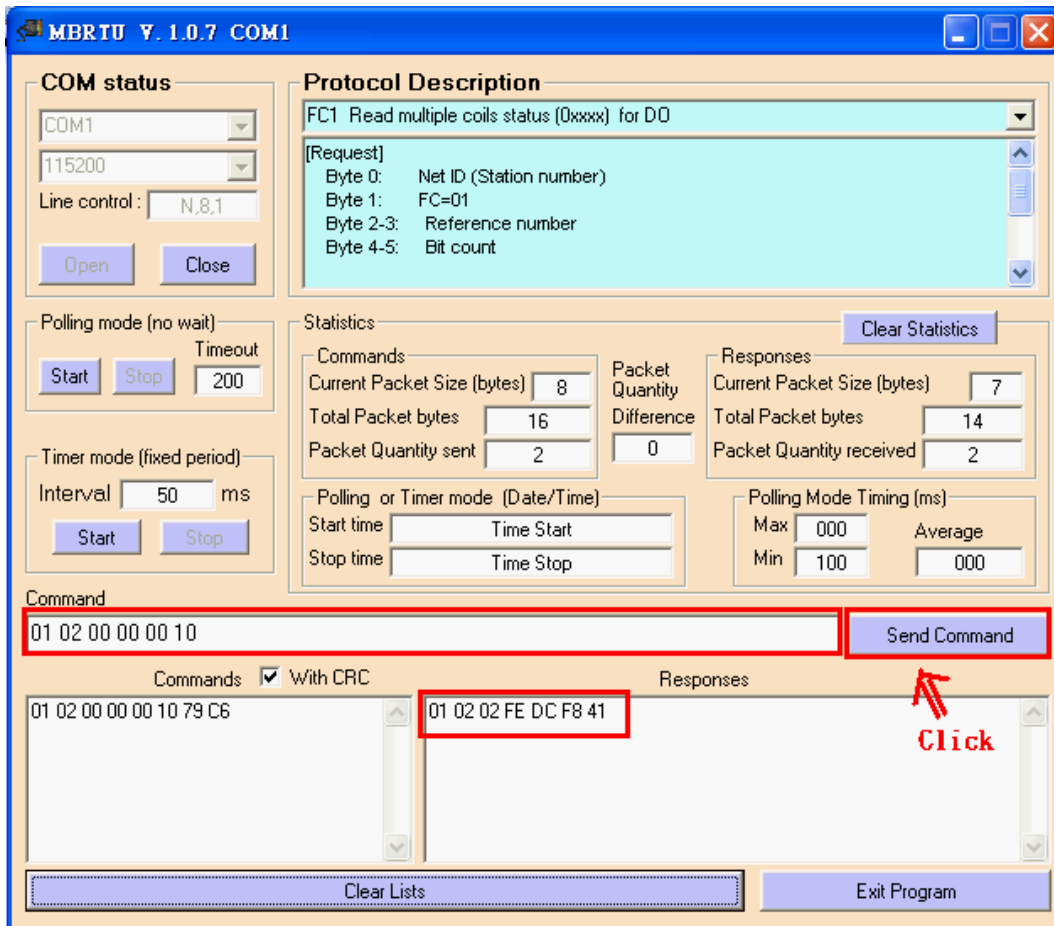 MBRTU V. 1.0.7 COM1
COM status
COM1
115200
Line control : N,8,1
Open Close
Protocol Description
FC1 Read multiple coils status (0xxxx) for DO
[Request]
Byte 0: Net ID (Station number)
Byte 1: FC=01
Byte 2-3: Reference number
Byte 4-5: Bit count
Polling mode (no wait)
Timeout
Start Stop 200
Timer mode (fixed period)
Interval 50 ms
Start Stop
Statistics
Clear Statistics
Commands
Current Packet Size (bytes) 8
Total Packet bytes 16
Packet Quantity sent 2
Packet
Quantity
Difference
0
Responses
Current Packet Size (bytes) 7
Total Packet bytes 14
Packet Quantity received 2
Polling or Timer mode (Date/Time)
Start time Time Start
Stop time Time Stop
Polling Mode Timing (ms)
Max 000 Average
Min 100 000
Command
01 02 00 00 00 10 Send Command
Commands With CRC Responses
01 02 00 00 00 10 79 C6 01 02 02 FE DC F8 41
Click
Clear Lists Exit Program